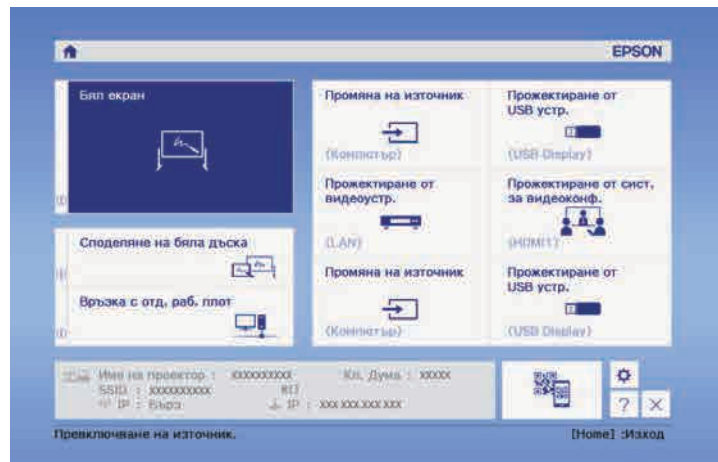 EPSON
Бял екран
Споделяне на бяла дъска
Връзка с отд. раб. плот
Промяна на източник
(Компютър)
Прожектиране от
USB устр.
(USB Display)
Прожектиране от
видеоустр.
(LAN)
Прожектиране от сист.
за видеоконф.
(HDMI1)
Промяна на източник
(Компютър)
Прожектиране от
USB устр.
(USB Display)
Име на проектор : XXXXXXXXXX Кл. Дума : XXXXX
SSID : XXXXXXXXXX
IP : Бърз IP : XXX.XXX.XXX.XXX
? X
Превключване на източник. [Home] :Изход